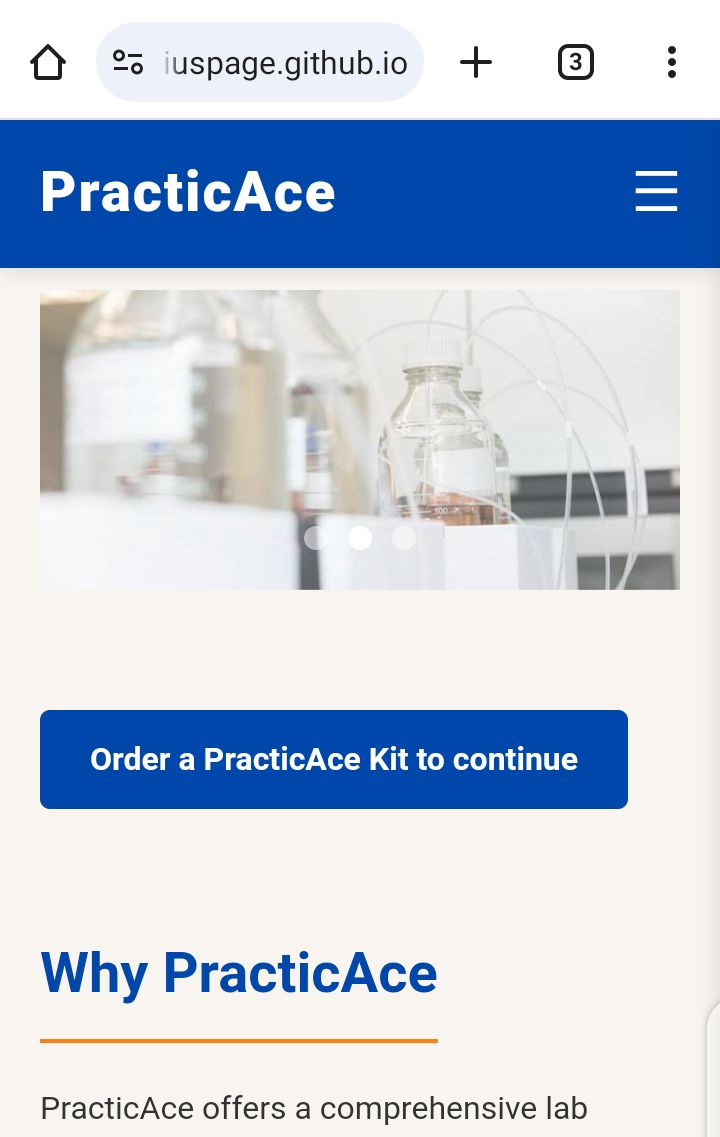 iuspage.github.io
3
PracticAce
500
Order a PracticAce Kit to continue
Why PracticAce
PracticAce offers a comprehensive lab